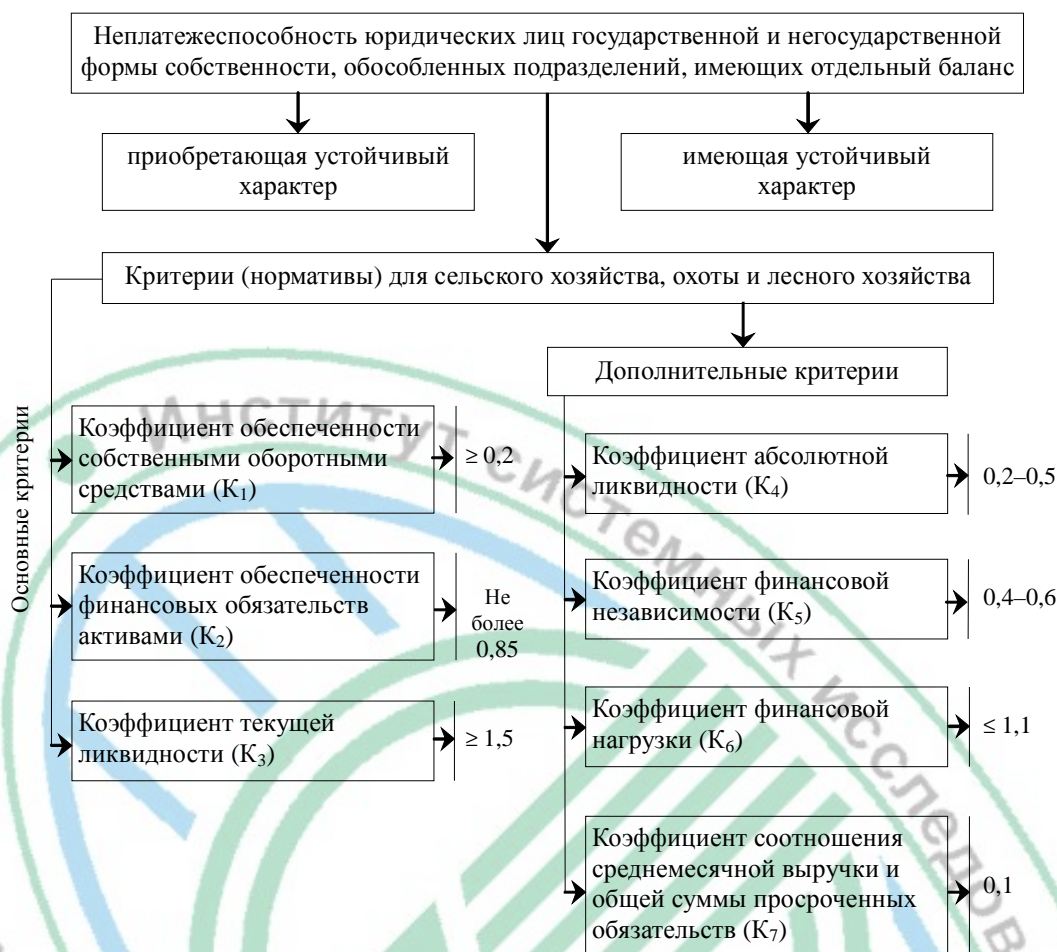 Неплатежеспособность юридических лиц государственной и негосударственной
формы собственности, обособленных подразделений, имеющих отдельный баланс
приобретающая устойчивый
характер
имеющая устойчивый
характер
Критерии (нормативы) для сельского хозяйства, охоты и лесного хозяйства
Основные критерии
Коэффициент обеспеченности
собственными оборотными
средствами (К₁)
≥ 0,2
Коэффициент обеспеченности
финансовых обязательств
активами (К₂)
Не
более
0,85
Коэффициент текущей
ликвидности (К₃)
≥ 1,5
Дополнительные критерии
Коэффициент абсолютной
ликвидности (К₄)
0,2–0,5
Коэффициент финансовой
независимости (К₅)
0,4–0,6
Коэффициент финансовой
нагрузки (К₆)
≤ 1,1
Коэффициент соотношения
среднемесячной выручки и
общей суммы просроченных
обязательств (К₇)
0,1
Институт системных